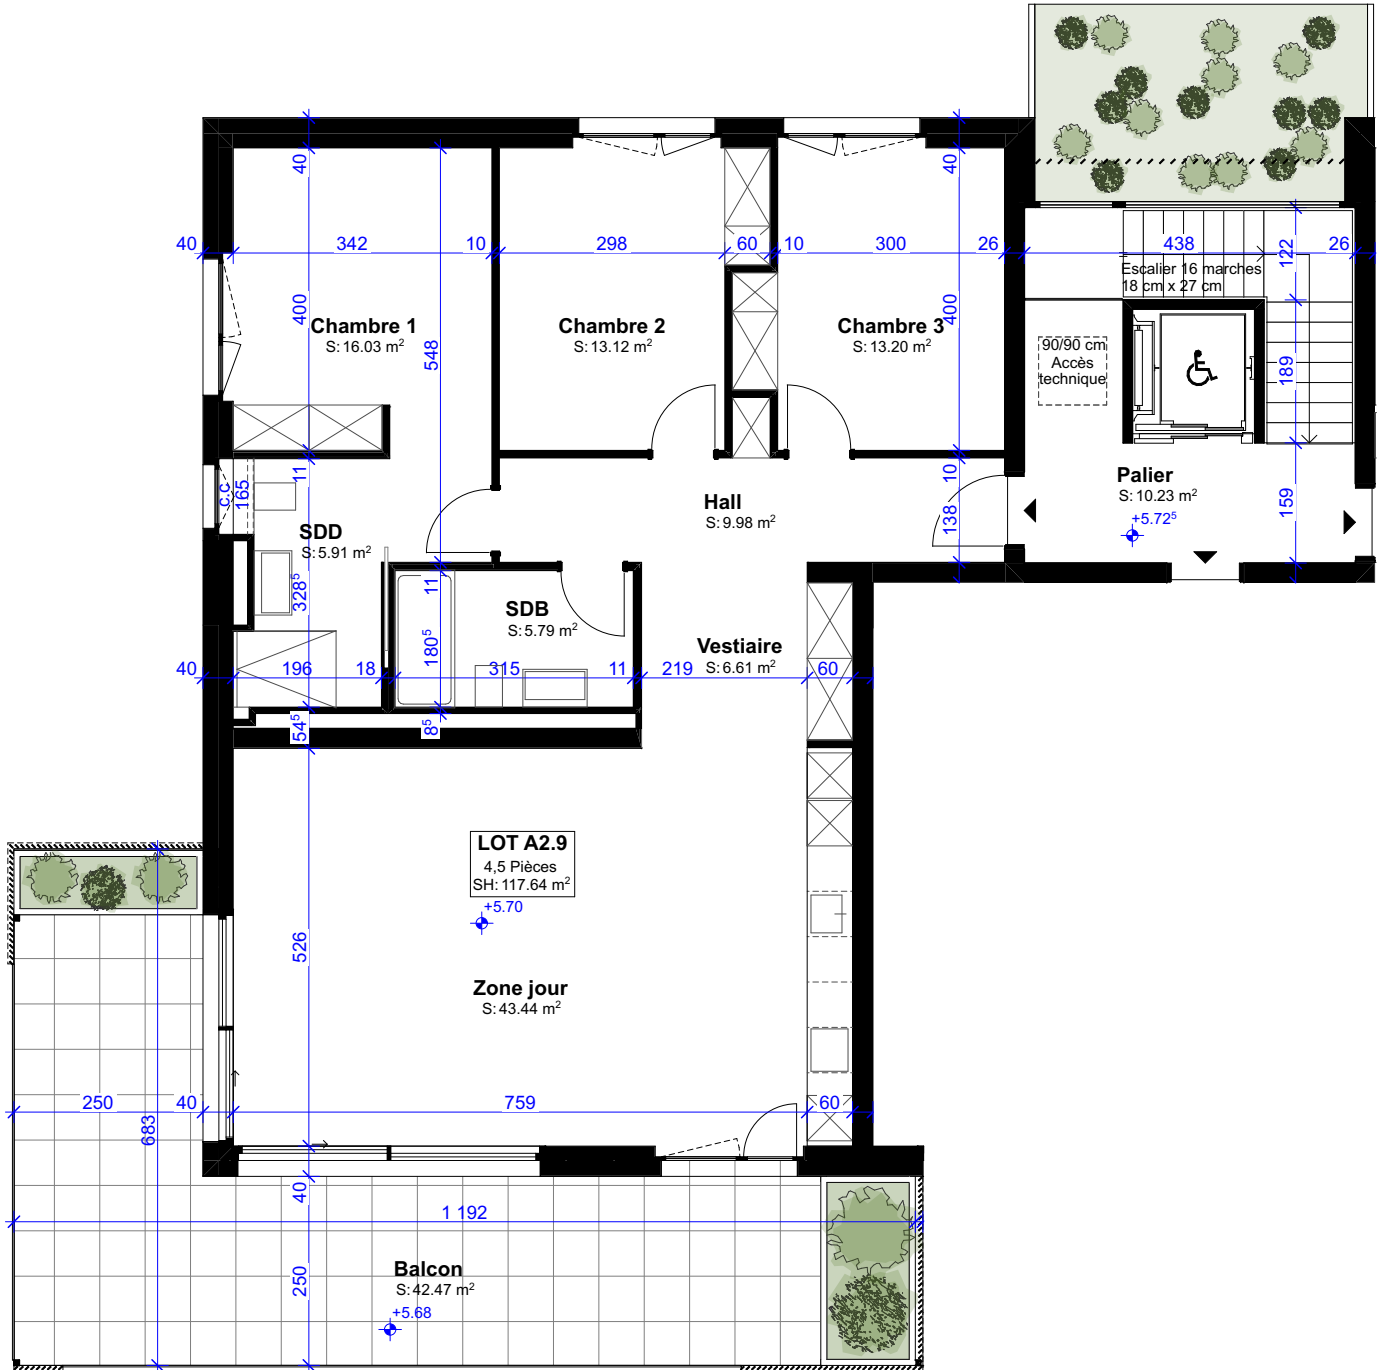 40
40
40
342
10
298
60
10
300
26
438
26
122
Escalier 16 marches
18 cm x 27 cm
400
Chambre 1
S: 16.03 m²
548
Chambre 2
S: 13.12 m²
Chambre 3
S: 13.20 m²
400
90/90 cm
Accès
technique
189
11
10
Palier
S: 10.23 m²
+5.72⁵
159
c.c
165
Hall
S: 9.98 m²
138
SDD
S: 5.91 m²
328⁵
11
SDB
S: 5.79 m²
180⁵
Vestiaire
S: 6.61 m²
40
196
18
315
11
219
60
54⁵
8⁵
LOT A2.9
4,5 Pièces
SH: 117.64 m²
+5.70
526
Zone jour
S: 43.44 m²
250
40
759
60
683
40
1 192
250
Balcon
S: 42.47 m²
+5.68